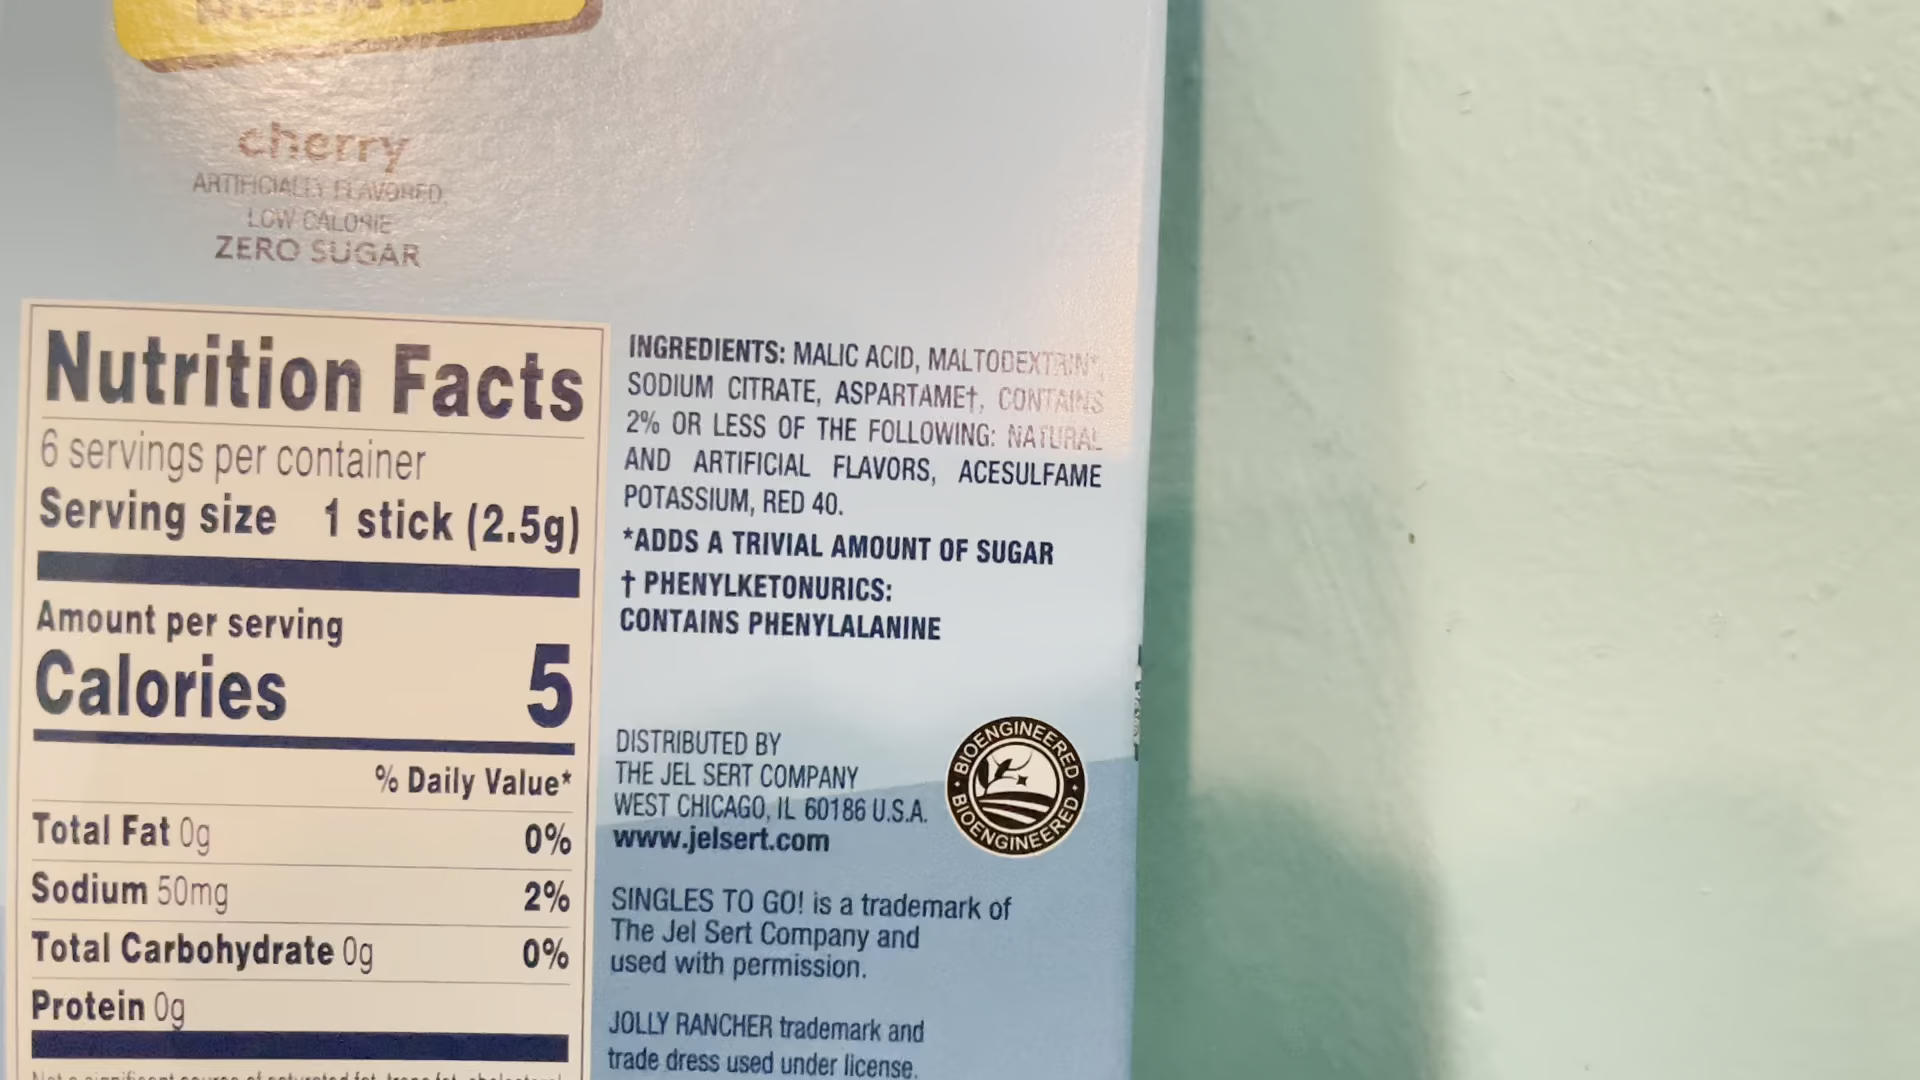 cherry
ARTIFICIALLY FLAVORED,
LOW CALORIE
ZERO SUGAR
Nutrition Facts
6 servings per container
Serving size 1 stick (2.5g)
Amount per serving
Calories 5
% Daily Value*
Total Fat 0g 0%
Sodium 50mg 2%
Total Carbohydrate 0g 0%
Protein 0g
INGREDIENTS: MALIC ACID, MALTODEXTRIN*,
SODIUM CITRATE, ASPARTAME†, CONTAINS
2% OR LESS OF THE FOLLOWING: NATURAL
AND ARTIFICIAL FLAVORS, ACESULFAME
POTASSIUM, RED 40.
*ADDS A TRIVIAL AMOUNT OF SUGAR
† PHENYLKETONURICS:
CONTAINS PHENYLALANINE
DISTRIBUTED BY
THE JEL SERT COMPANY
WEST CHICAGO, IL 60186 U.S.A.
www.jelsert.com
BIOENGINEERED
BIOENGINEERED
SINGLES TO GO! is a trademark of
The Jel Sert Company and
used with permission.
JOLLY RANCHER trademark and
trade dress used under license.